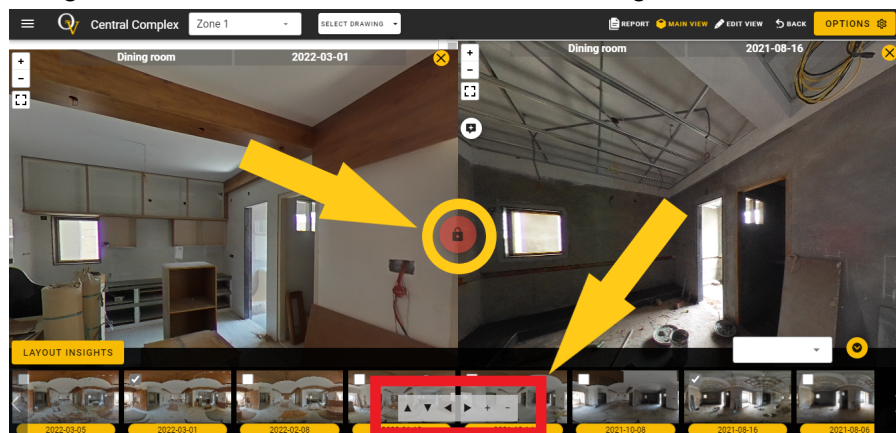 Central Complex
Zone 1
SELECT DRAWING
REPORT
MAIN VIEW
EDIT VIEW
BACK
OPTIONS
Dining room
2022-03-01
Dining room
2021-08-16
LAYOUT INSIGHTS
2022-03-05
2022-03-01
2022-02-08
2021-10-08
2021-08-16
2021-08-06